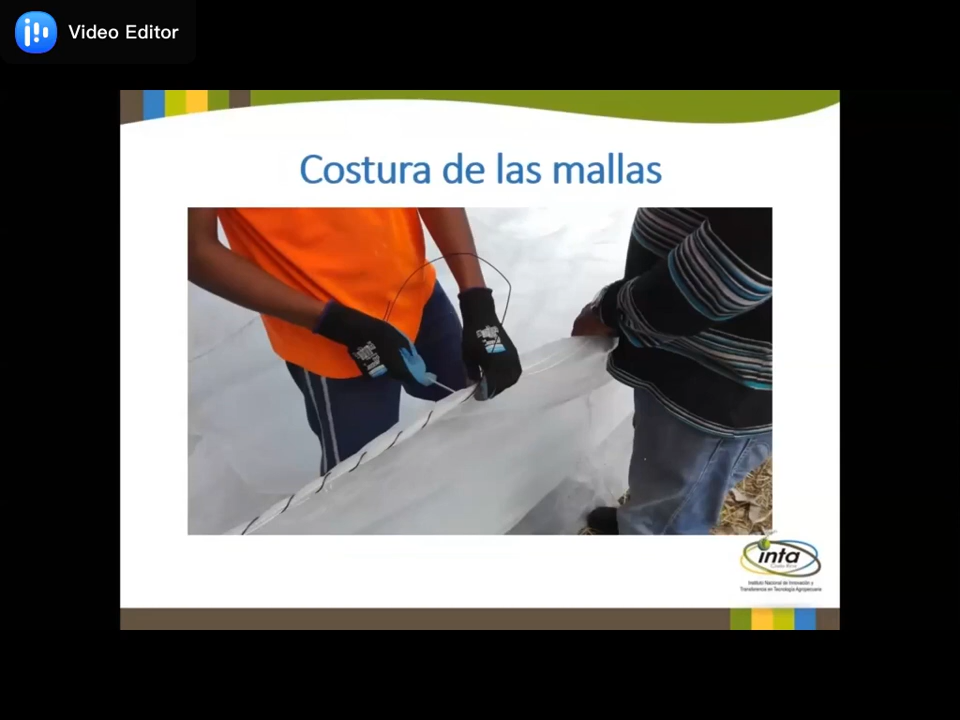 Video Editor
Costura de las mallas
inta
Costa Rica
Instituto Nacional de Innovación y
Transferencia en Tecnología Agropecuaria